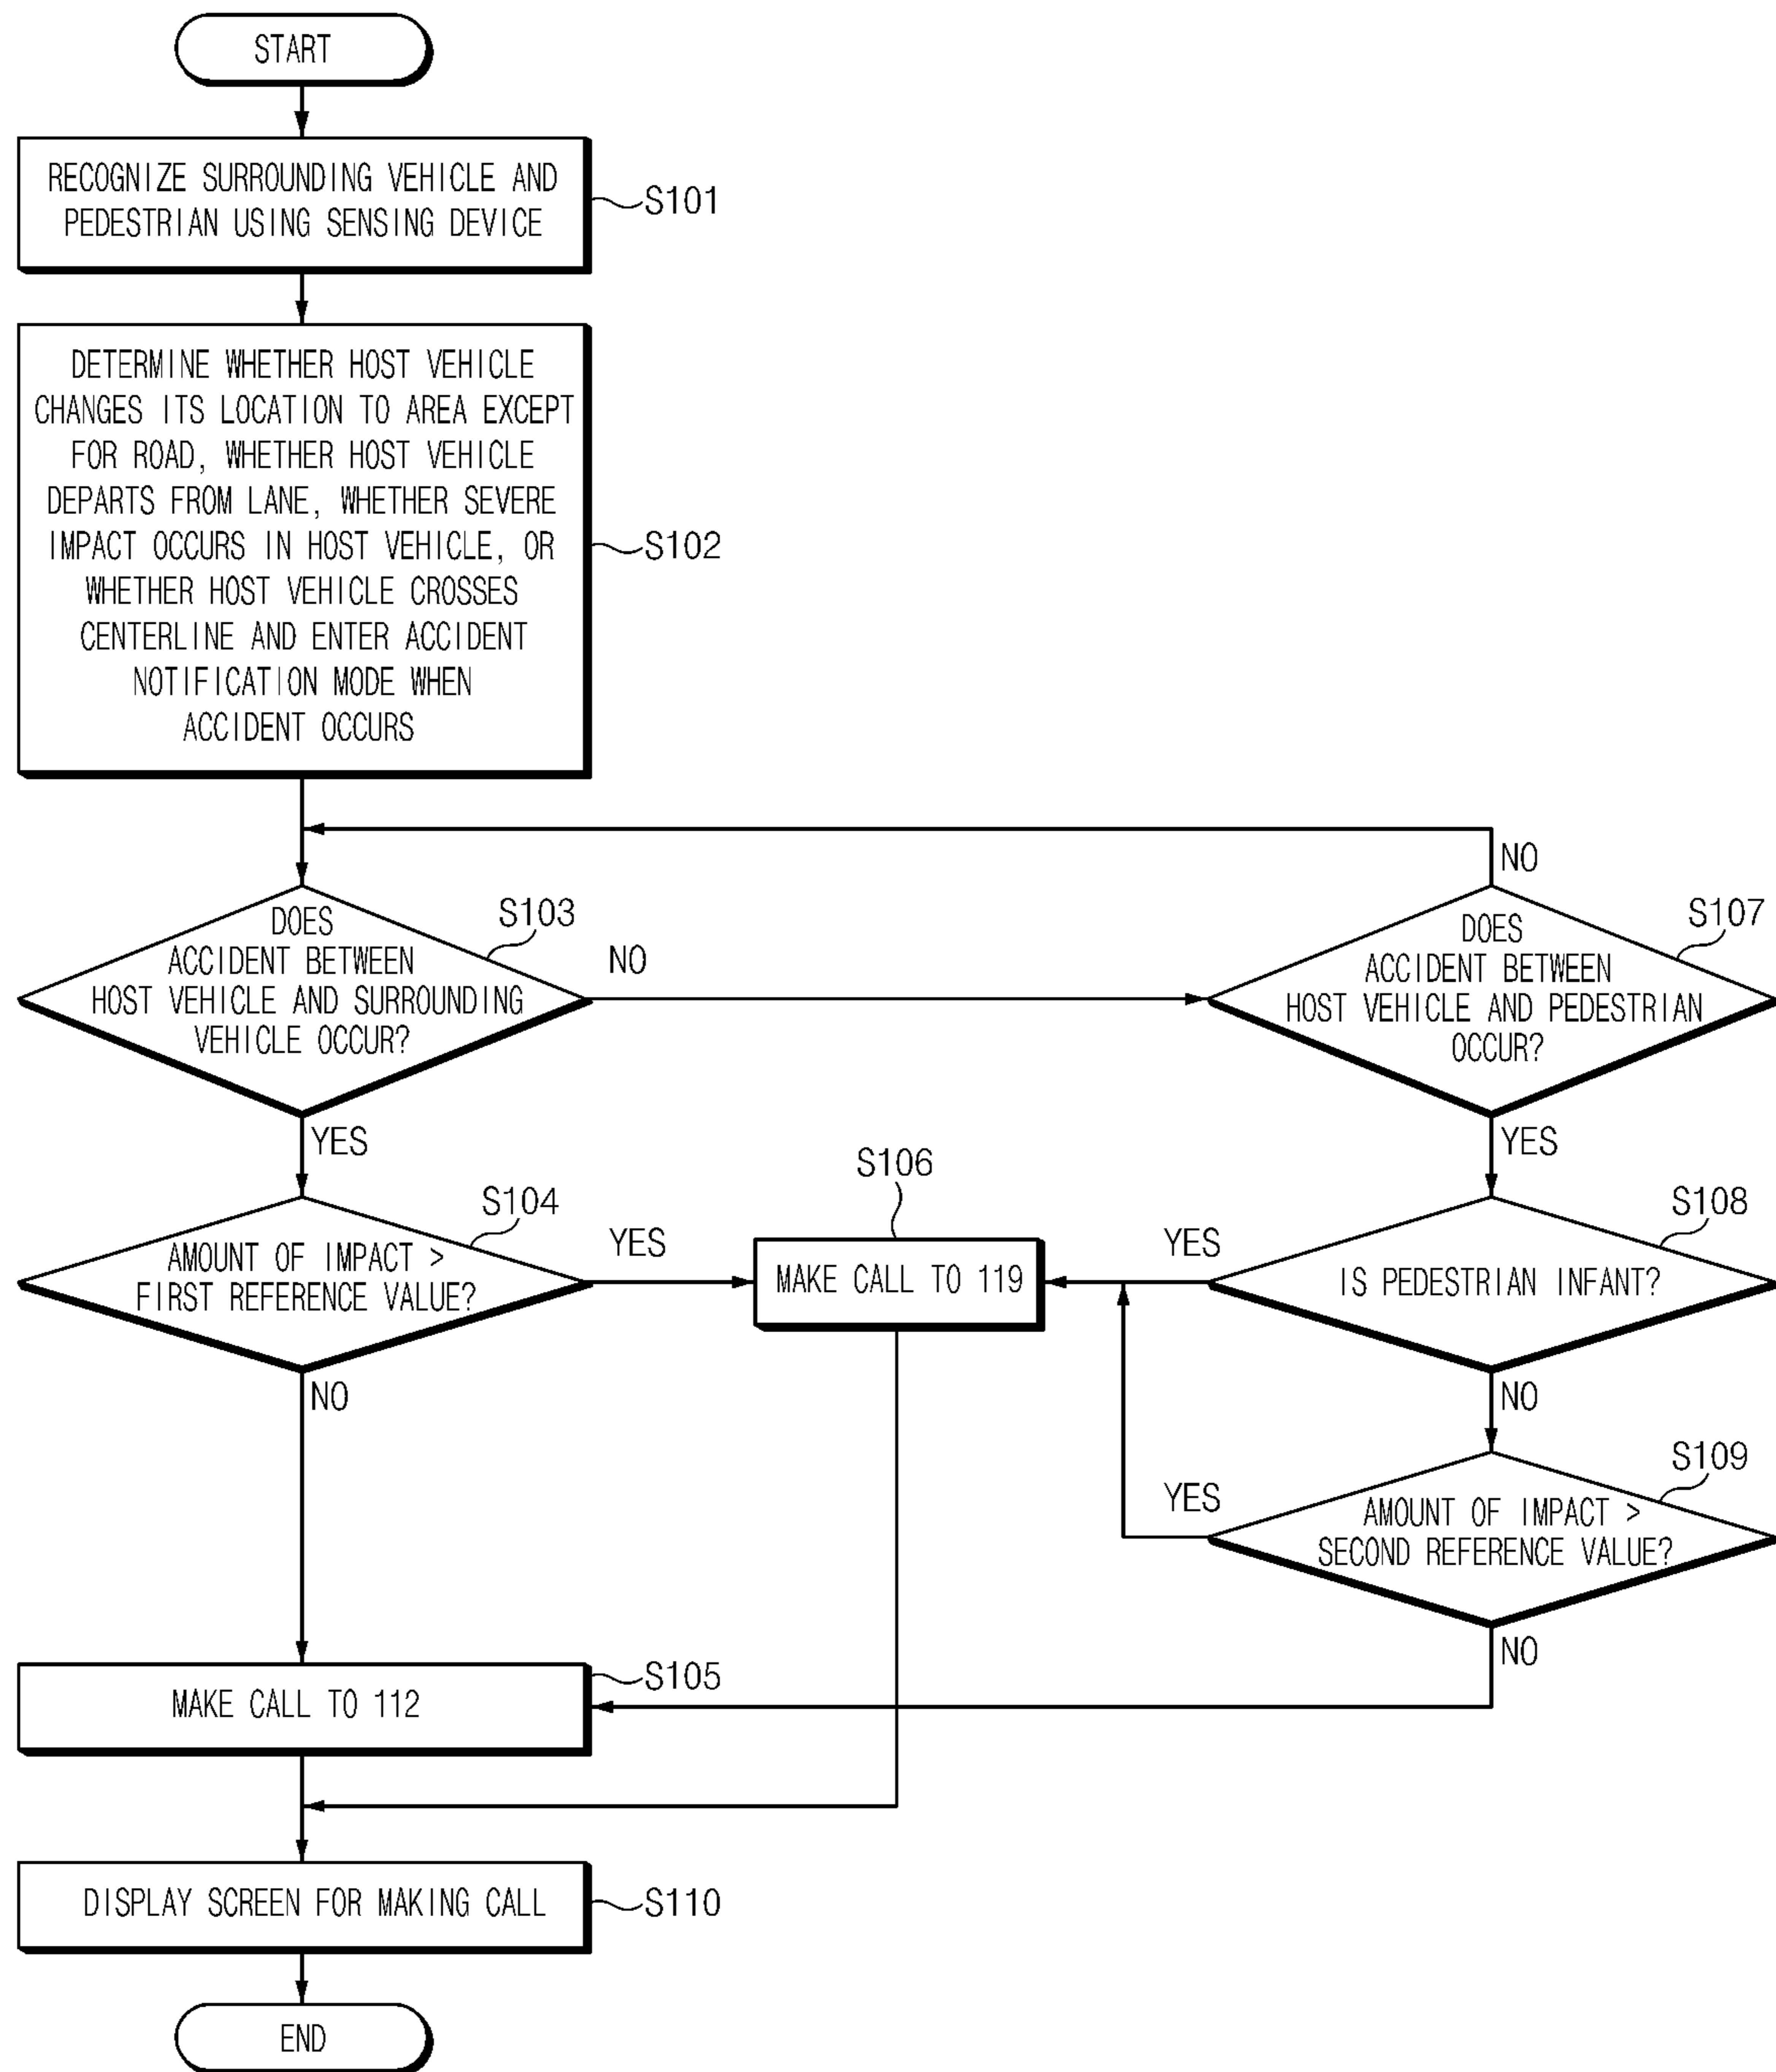 START
RECOGNIZE SURROUNDING VEHICLE AND
PEDESTRIAN USING SENSING DEVICE
S101
DETERMINE WHETHER HOST VEHICLE
CHANGES ITS LOCATION TO AREA EXCEPT
FOR ROAD, WHETHER HOST VEHICLE
DEPARTS FROM LANE, WHETHER SEVERE
IMPACT OCCURS IN HOST VEHICLE, OR
WHETHER HOST VEHICLE CROSSES
CENTERLINE AND ENTER ACCIDENT
NOTIFICATION MODE WHEN
ACCIDENT OCCURS
S102
DOES
ACCIDENT BETWEEN
HOST VEHICLE AND SURROUNDING
VEHICLE OCCUR?
S103
NO
YES
DOES
ACCIDENT BETWEEN
HOST VEHICLE AND PEDESTRIAN
OCCUR?
S107
NO
YES
AMOUNT OF IMPACT >
FIRST REFERENCE VALUE?
S104
YES
NO
S106
MAKE CALL TO 119
IS PEDESTRIAN INFANT?
S108
YES
NO
AMOUNT OF IMPACT >
SECOND REFERENCE VALUE?
S109
YES
NO
MAKE CALL TO 112
S105
DISPLAY SCREEN FOR MAKING CALL
S110
END